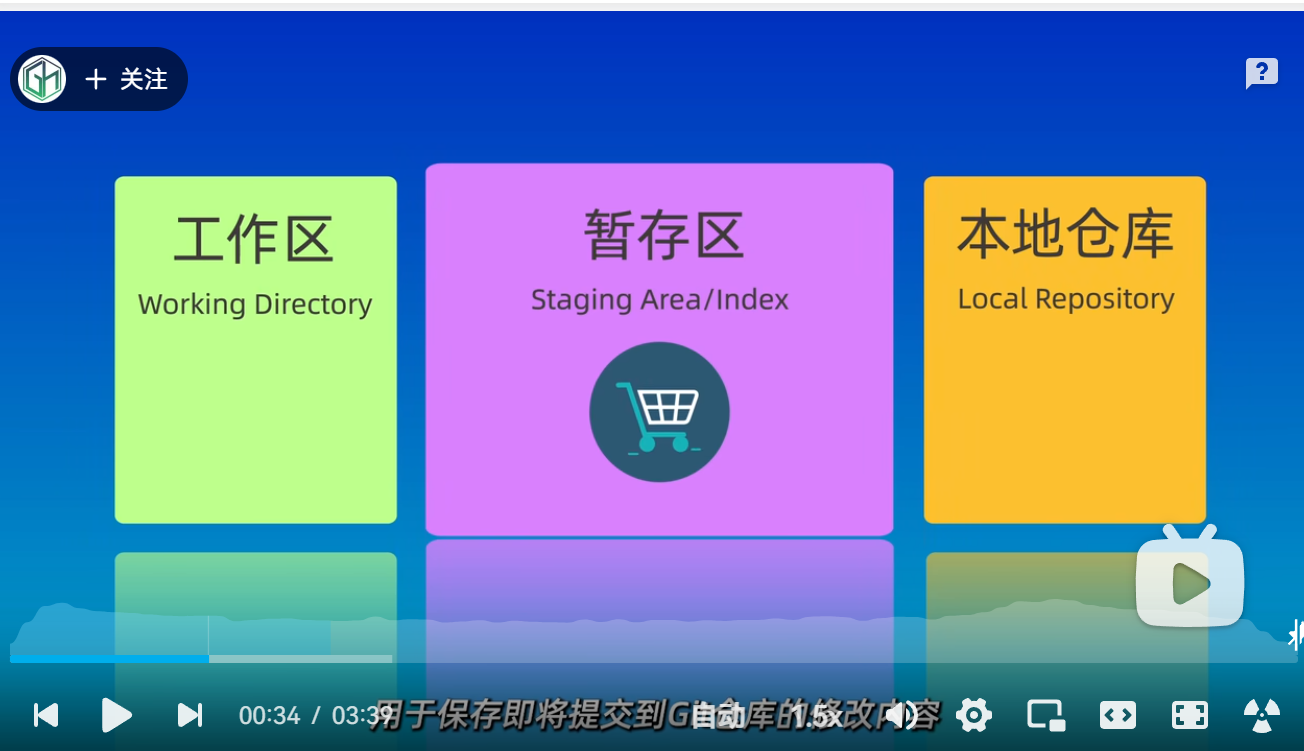 关注
工作区
暂存区
本地仓库
Working Directory
Staging Area/Index
Local Repository
00:34 / 03:39
用于保存即将提交到Git仓库的修改内容
自动
1.5x